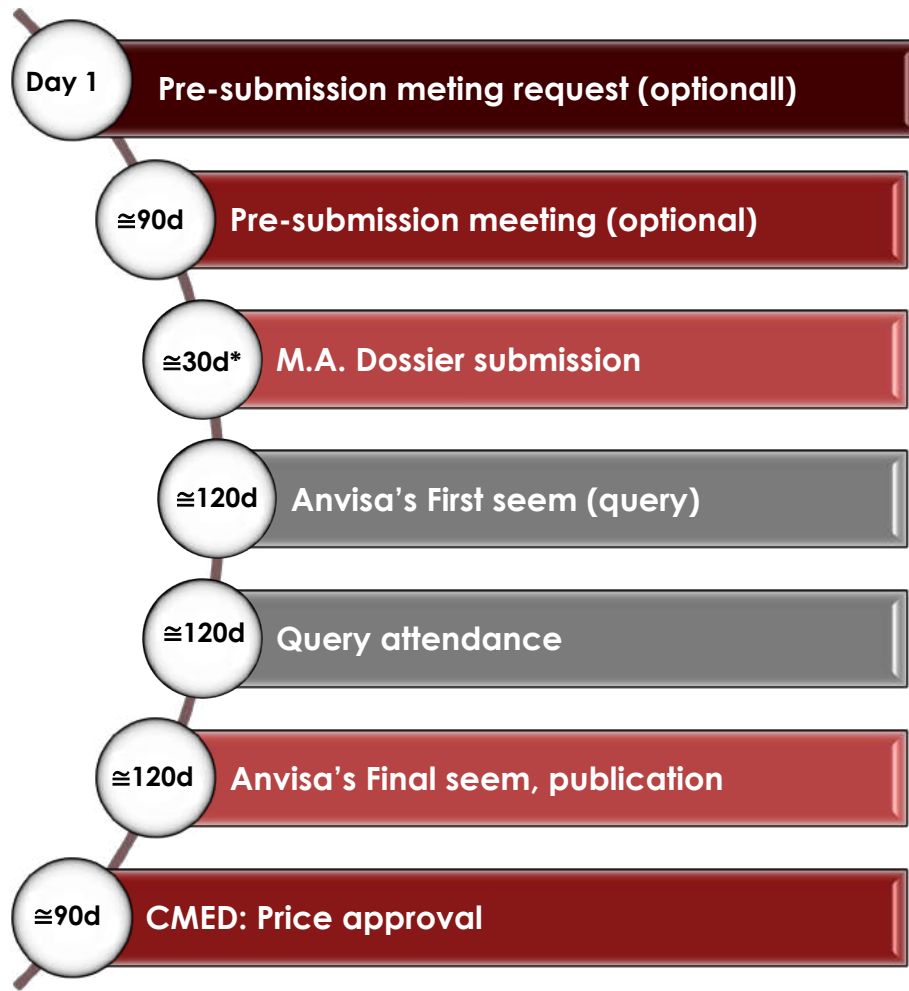 Day 1
Pre-submission meting request (optionall)
≅90d
Pre-submission meeting (optional)
≅30d*
M.A. Dossier submission
≅120d
Anvisa's First seem (query)
≅120d
Query attendance
≅120d
Anvisa's Final seem, publication
≅90d
CMED: Price approval